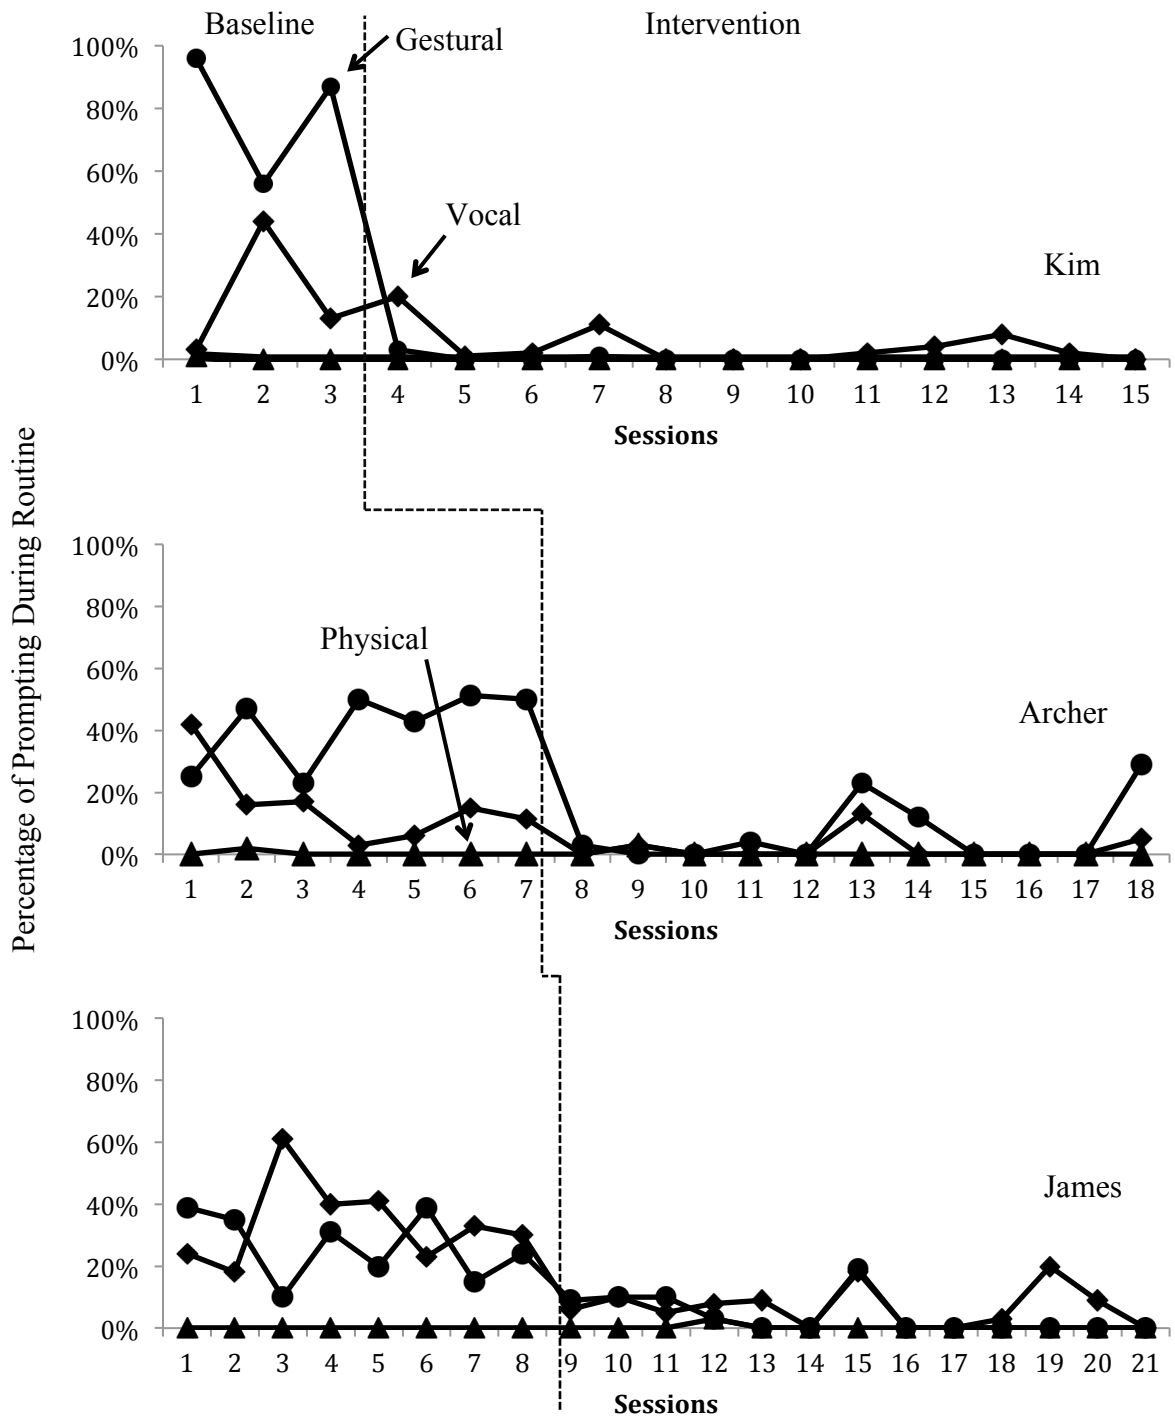 Baseline
Intervention
Gestural
Vocal
Kim
100%
80%
60%
40%
20%
0%
1 2 3 4 5 6 7 8 9 10 11 12 13 14 15
Sessions
Percentage of Prompting During Routine
Physical
Archer
100%
80%
60%
40%
20%
0%
1 2 3 4 5 6 7 8 9 10 11 12 13 14 15 16 17 18
Sessions
James
100%
80%
60%
40%
20%
0%
1 2 3 4 5 6 7 8 9 10 11 12 13 14 15 16 17 18 19 20 21
Sessions